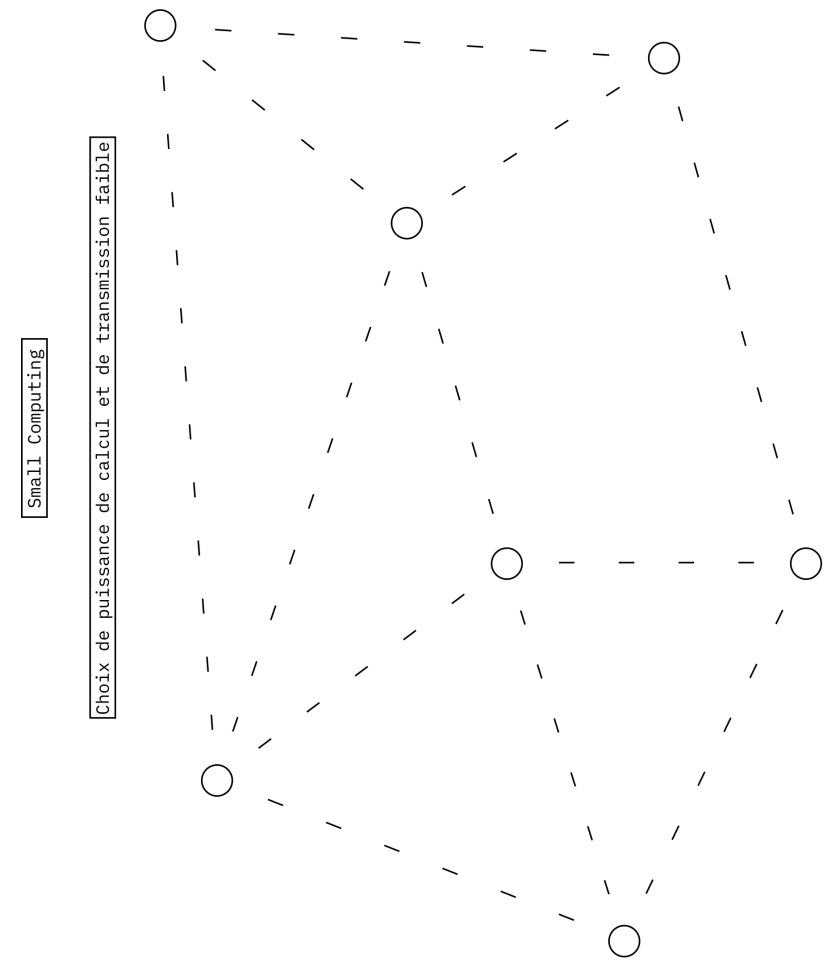 Small Computing
Choix de puissance de calcul et de transmission faible